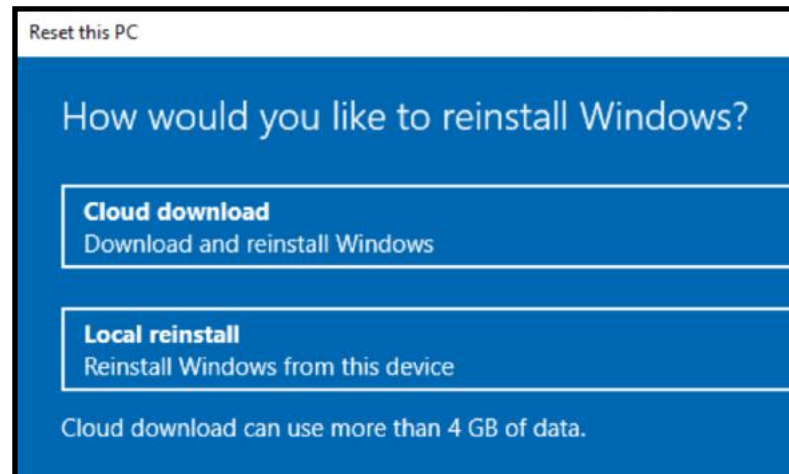 Reset this PC
How would you like to reinstall Windows?
Cloud download
Download and reinstall Windows
Local reinstall
Reinstall Windows from this device
Cloud download can use more than 4 GB of data.